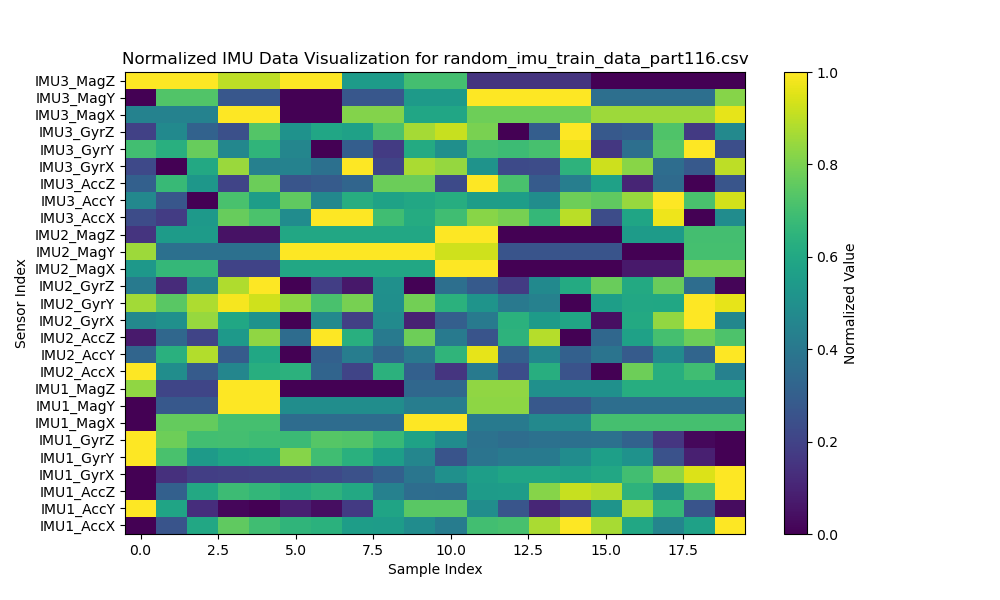 Normalized IMU Data Visualization for random_imu_train_data_part116.csv
IMU3_MagZ
IMU3_MagY
IMU3_MagX
IMU3_GyrZ
IMU3_GyrY
IMU3_GyrX
IMU3_AccZ
IMU3_AccY
IMU3_AccX
IMU2_MagZ
IMU2_MagY
IMU2_MagX
IMU2_GyrZ
IMU2_GyrY
IMU2_GyrX
IMU2_AccZ
IMU2_AccY
IMU2_AccX
IMU1_MagZ
IMU1_MagY
IMU1_MagX
IMU1_GyrZ
IMU1_GyrY
IMU1_GyrX
IMU1_AccZ
IMU1_AccY
IMU1_AccX
Sensor Index
0.0 2.5 5.0 7.5 10.0 12.5 15.0 17.5
Sample Index
1.0
0.8
0.6
0.4
0.2
0.0
Normalized Value